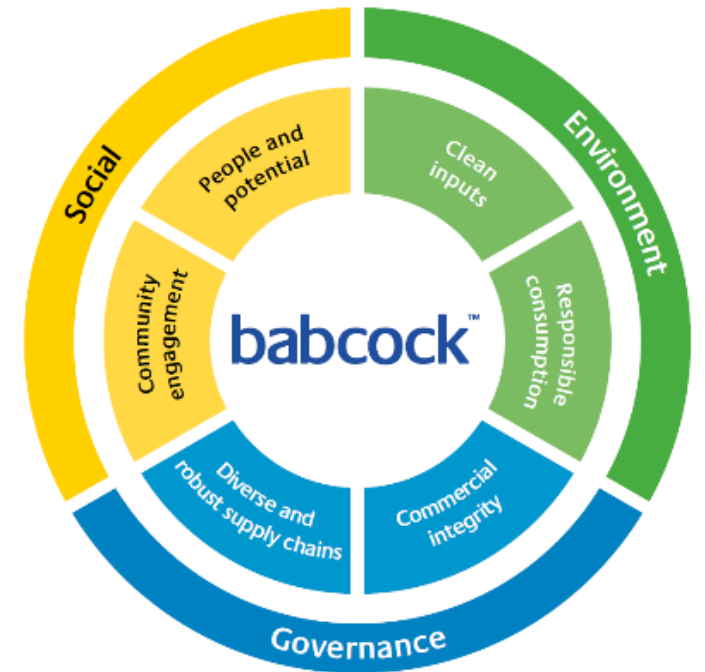 Social
Environment
Governance
People and
potential
Clean
inputs
Community
engagement
Responsible
consumption
Diverse and
robust supply chains
Commercial
integrity
babcock™